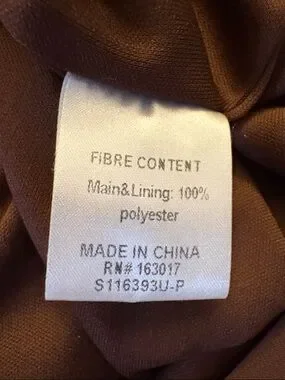 FIBRE CONTENT
Main&Lining: 100%
polyester
MADE IN CHINA
RN# 163017
S116393U-P